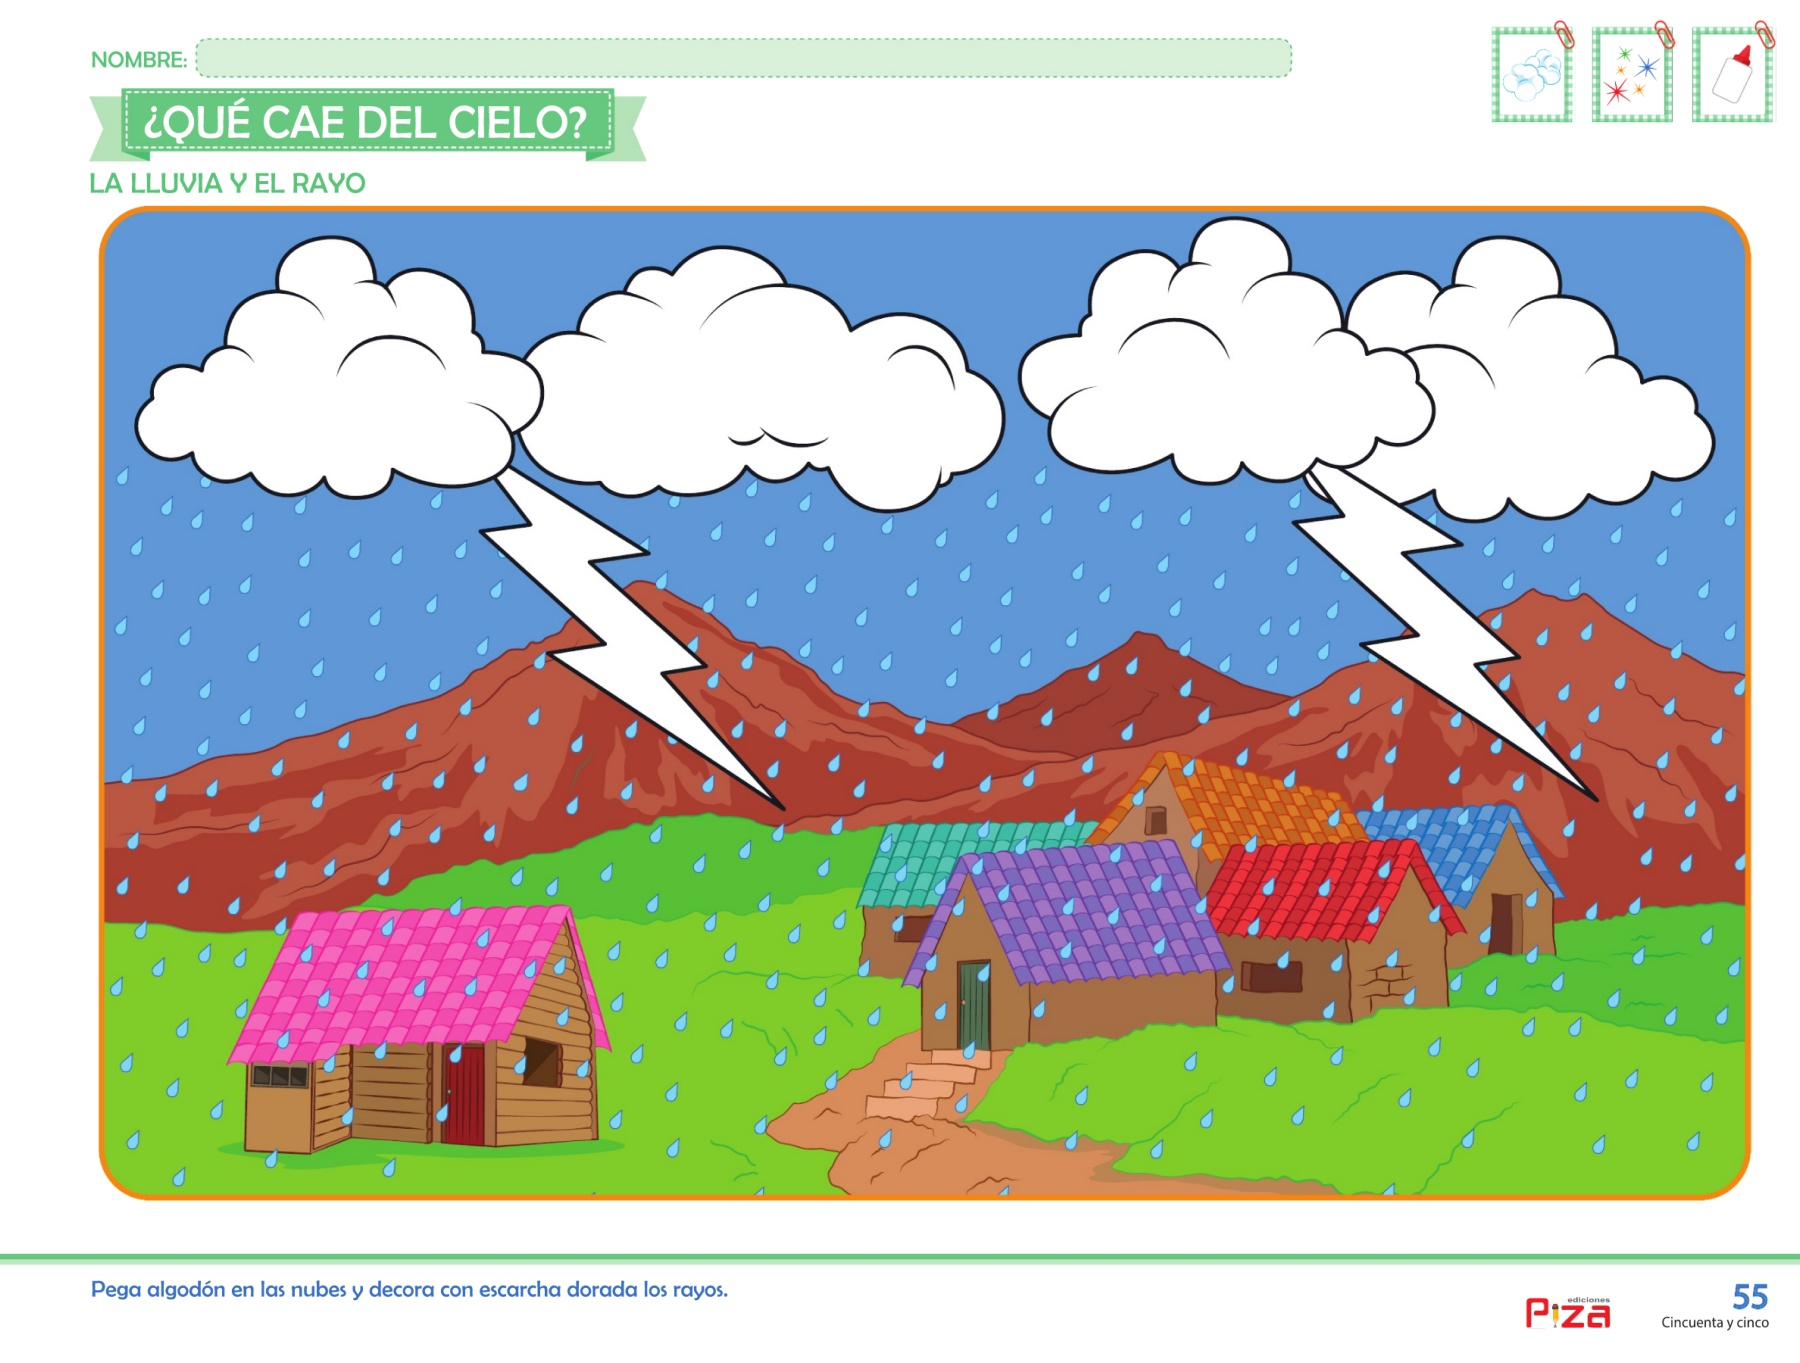 NOMBRE:
¿QUÉ CAE DEL CIELO?
LA LLUVIA Y EL RAYO
Pega algodón en las nubes y decora con escarcha dorada los rayos.
ediciones
Piza
55
Cincuenta y cinco